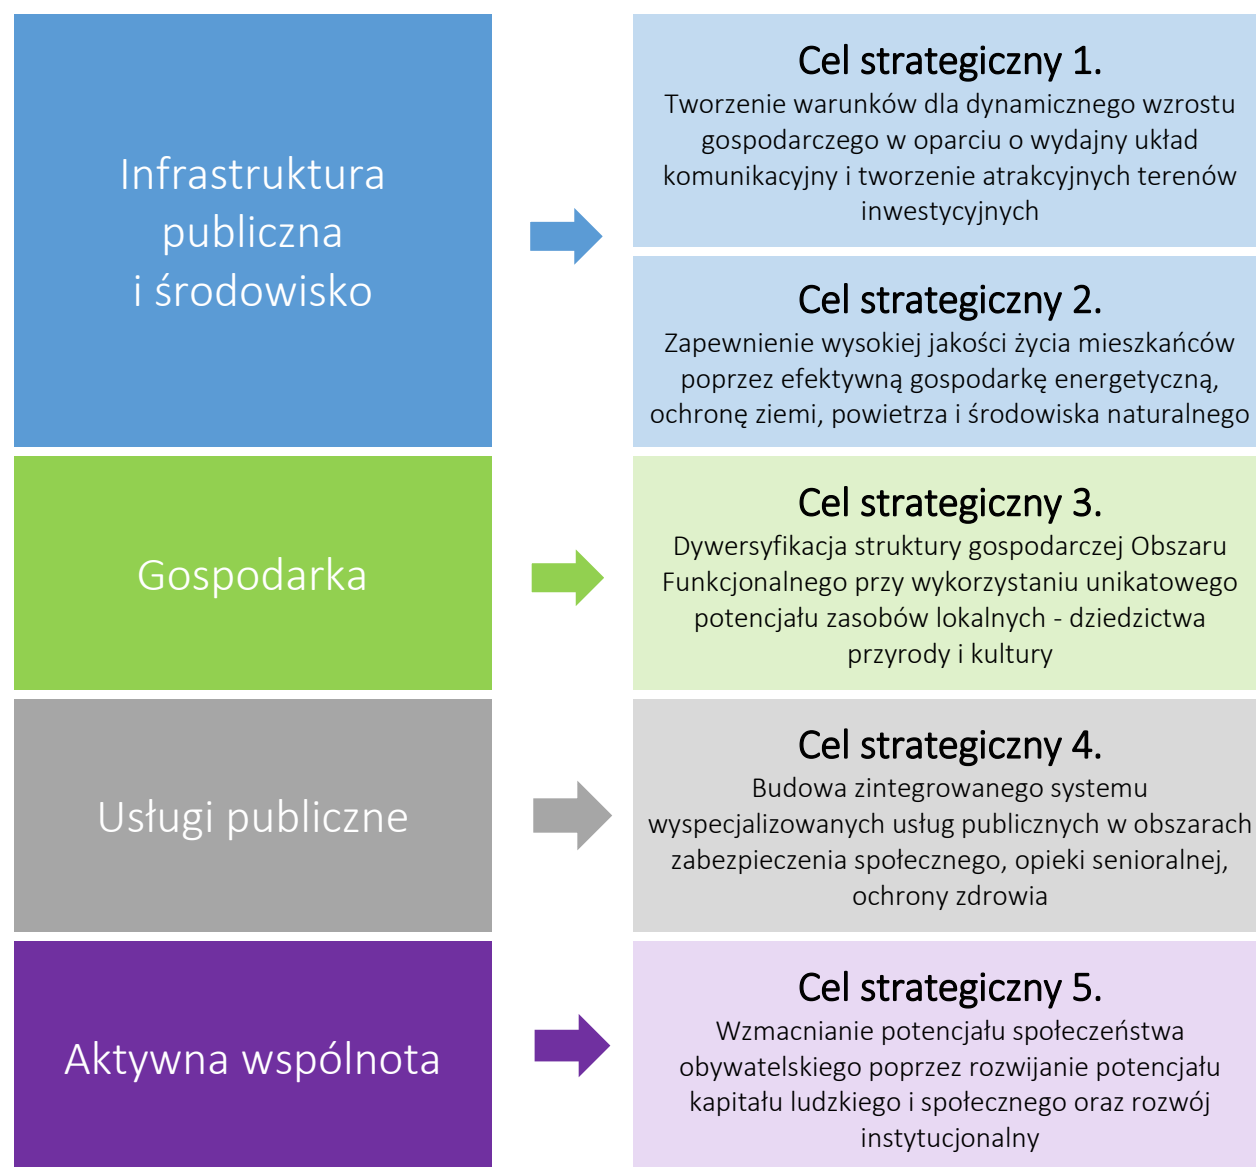 Infrastruktura
publiczna
i środowisko
Cel strategiczny 1.
Tworzenie warunków dla dynamicznego wzrostu
gospodarczego w oparciu o wydajny układ
komunikacyjny i tworzenie atrakcyjnych terenów
inwestycyjnych
Cel strategiczny 2.
Zapewnienie wysokiej jakości życia mieszkańców
poprzez efektywną gospodarkę energetyczną,
ochronę ziemi, powietrza i środowiska naturalnego
Gospodarka
Cel strategiczny 3.
Dywersyfikacja struktury gospodarczej Obszaru
Funkcjonalnego przy wykorzystaniu unikatowego
potencjału zasobów lokalnych - dziedzictwa
przyrody i kultury
Usługi publiczne
Cel strategiczny 4.
Budowa zintegrowanego systemu
wyspecjalizowanych usług publicznych w obszarach
zabezpieczenia społecznego, opieki senioralnej,
ochrony zdrowia
Aktywna wspólnota
Cel strategiczny 5.
Wzmacnianie potencjału społeczeństwa
obywatelskiego poprzez rozwijanie potencjału
kapitału ludzkiego i społecznego oraz rozwój
instytucjonalny